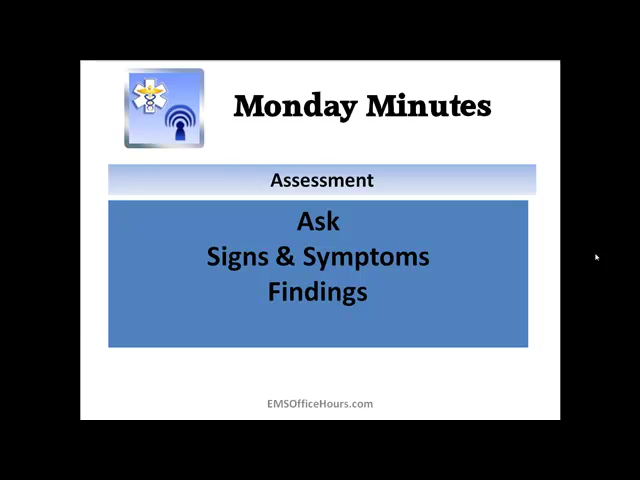 Monday Minutes
Assessment
Ask
Signs & Symptoms
Findings
EMSOfficeHours.com